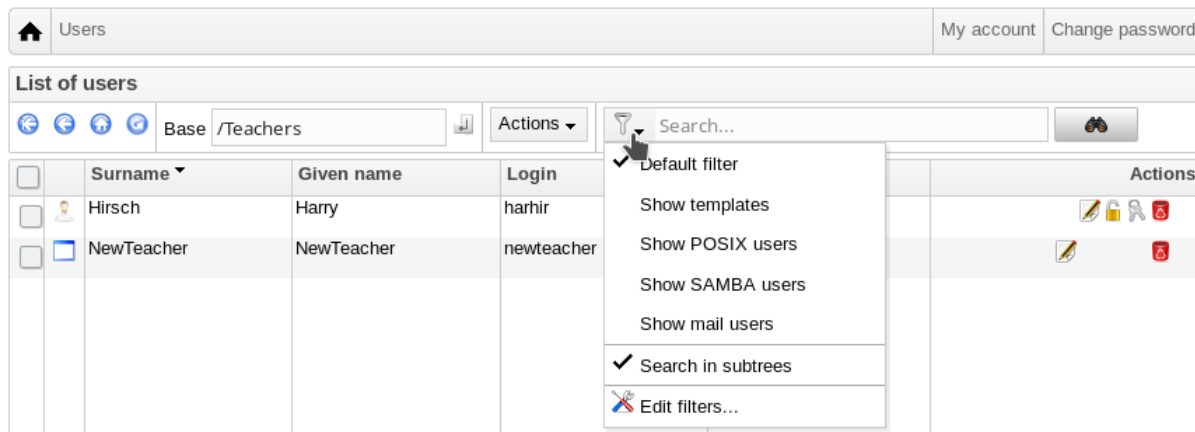 Users My account Change password
List of users
Base /Teachers Actions Search...
Surname Given name Login Actions
Hirsch Harry harhir
NewTeacher NewTeacher newteacher
Default filter
Show templates
Show POSIX users
Show SAMBA users
Show mail users
Search in subtrees
Edit filters...